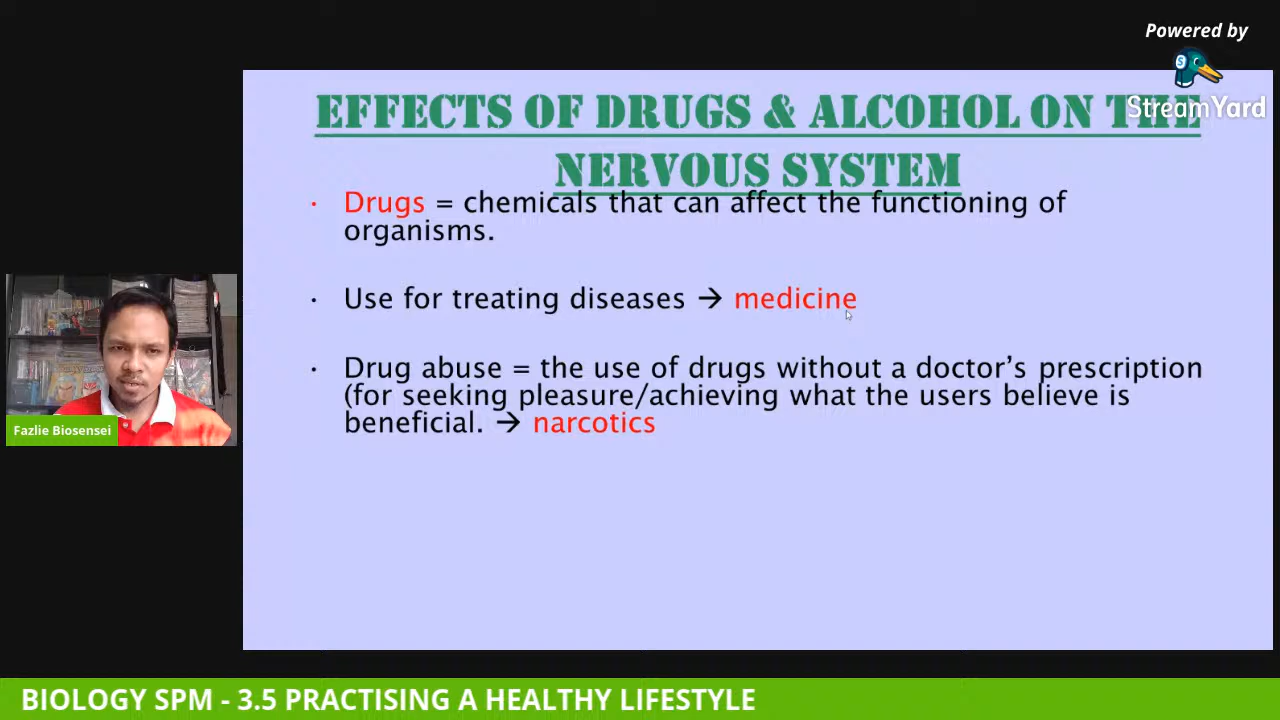 Powered by
StreamYard
EFFECTS OF DRUGS & ALCOHOL ON THE
NERVOUS SYSTEM
• Drugs = chemicals that can affect the functioning of
organisms.
• Use for treating diseases → medicine
• Drug abuse = the use of drugs without a doctor’s prescription
(for seeking pleasure/achieving what the users believe is
beneficial. → narcotics
Fazlie Biosensei
BIOLOGY SPM - 3.5 PRACTISING A HEALTHY LIFESTYLE